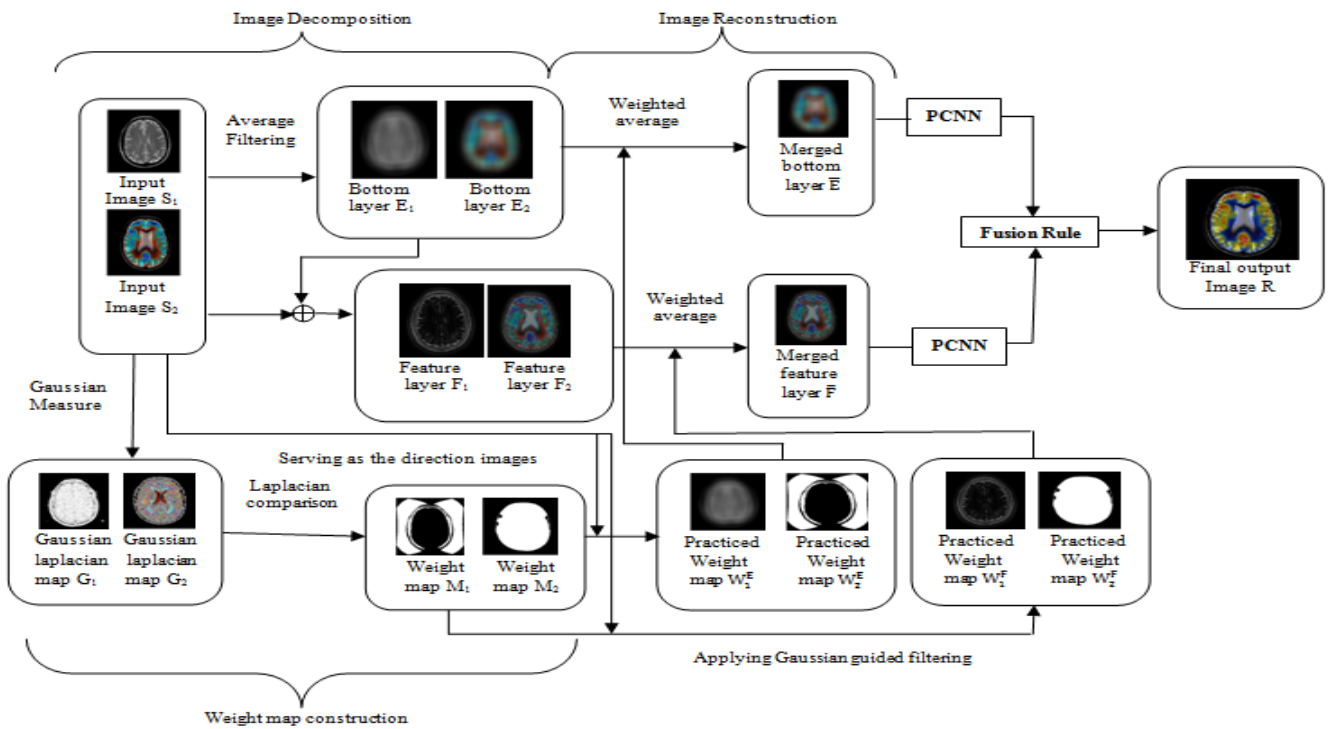 Image Decomposition
Image Reconstruction
Average
Filtering
Weighted
average
PCNN
Input
Image S₁
Bottom
layer E₁
Bottom
layer E₂
Merged
bottom
layer E̅
Input
Image S₂
Fusion Rule
Final output
Image R
Weighted
average
Feature
layer F₁
Feature
layer F₂
Merged
feature
layer F̅
PCNN
Gaussian
Measure
Serving as the direction images
Laplacian
comparison
Gaussian
laplacian
map G₁
Gaussian
laplacian
map G₂
Weight
map M₁
Weight
map M₂
Practiced
Weight
map W₁ᴱ
Practiced
Weight
map W₂ᴱ
Practiced
Weight
map W₁ᶠ
Practiced
Weight
map W₂ᶠ
Applying Gaussian guided filtering
Weight map construction